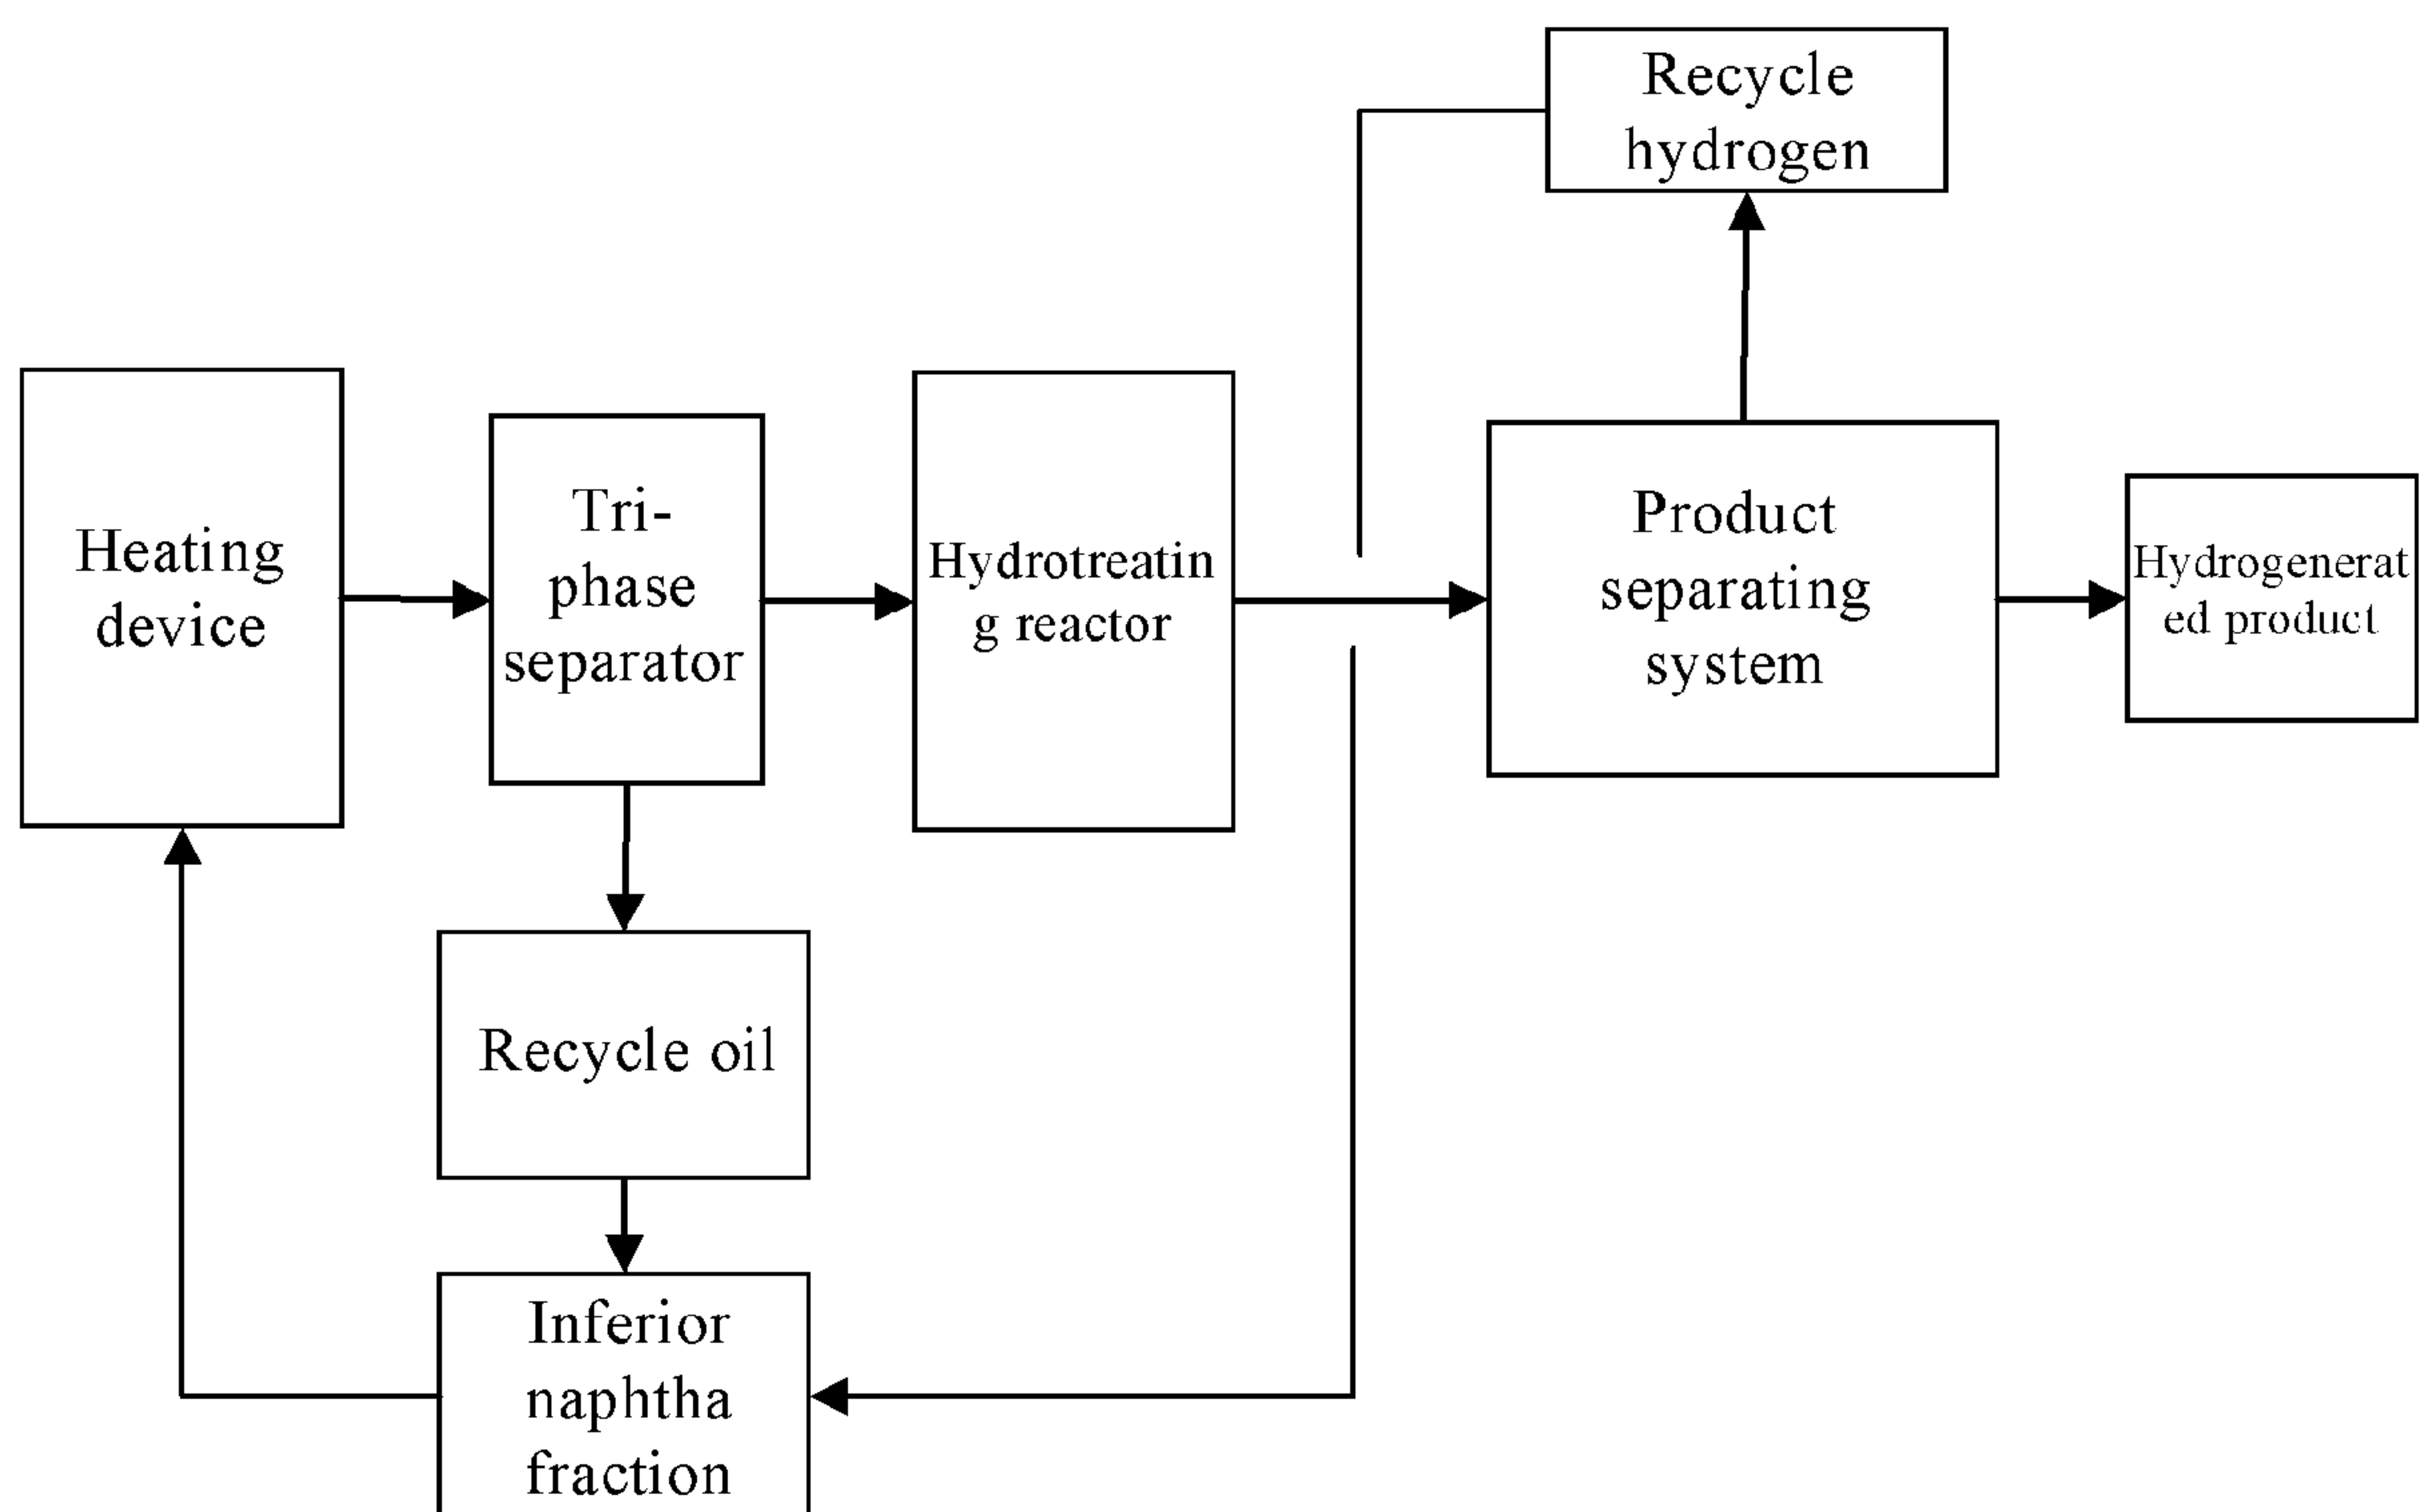 Recycle
hydrogen
Heating
device
Tri-
phase
separator
Hydrotreatin
g reactor
Product
separating
system
Hydrogenerat
ed product
Recycle oil
Inferior
naphtha
fraction